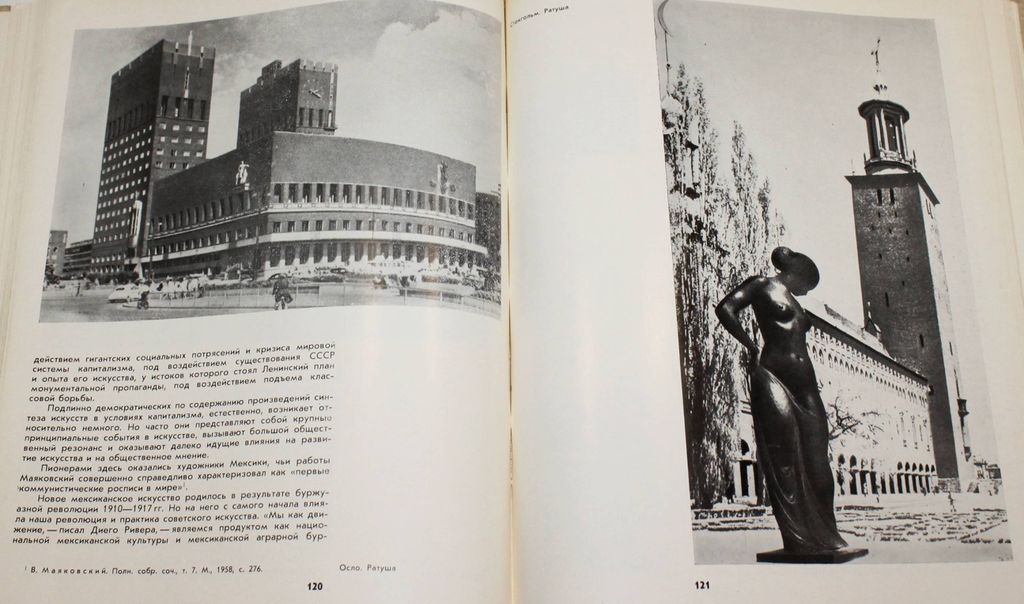 действием гигантских социальных потрясений и кризиса мировой
системы капитализма, под воздействием существования СССР
и опыта его искусства, у истоков которого стоял Ленинский план
монументальной пропаганды, под воздействием подъема клас-
совой борьбы.
Подлинно демократических по содержанию произведений син-
теза искусств в условиях капитализма, естественно, возникает от-
носительно немного. Но часто они представляют собой крупные
принципиальные события в искусстве, вызывают большой общест-
венный резонанс и оказывают далеко идущие влияния на разви-
тие искусства и на общественное мнение.
Пионерами здесь оказались художники Мексики, чьи работы
Маяковский совершенно справедливо характеризовал как «первые
коммунистические росписи в мире»¹.
Новое мексиканское искусство родилось в результате буржу-
азной революции 1910—1917 гг. Но на него с самого начала влия-
ла наша революция и практика советского искусства. «Мы как дви-
жение, — писал Диего Ривера, — являемся продуктом как нацио-
нальной мексиканской культуры и мексиканской аграрной бур-
¹ В. Маяковский. Полн. собр. соч., т. 7. М., 1958, с. 276.
Осло. Ратуша
120
Стокгольм. Ратуша
121